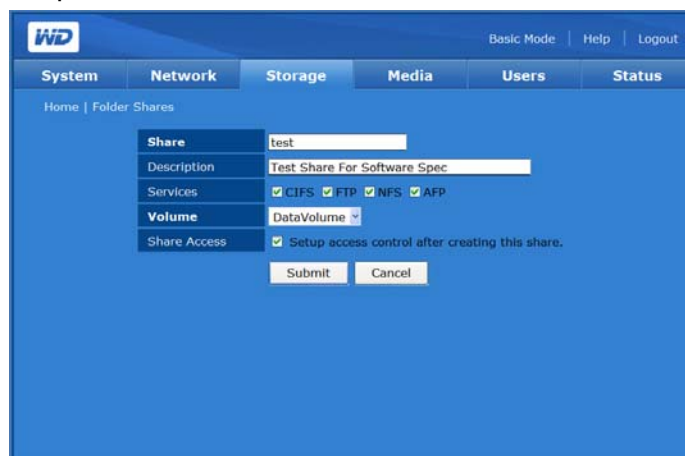 WD
Basic Mode | Help | Logout
System Network Storage Media Users Status
Home | Folder Shares
Share test
Description Test Share For Software Spec
Services CIFS FTP NFS AFP
Volume DataVolume
Share Access Setup access control after creating this share.
Submit Cancel